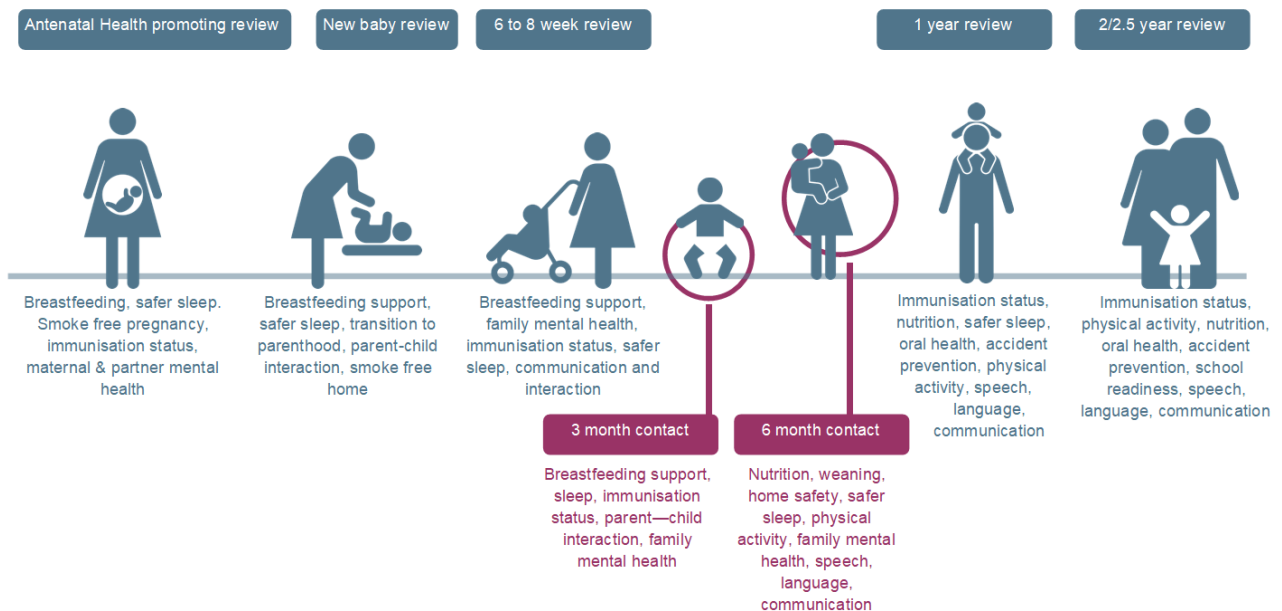 Antenatal Health promoting review
New baby review
6 to 8 week review
1 year review
2/2.5 year review
Breastfeeding, safer sleep.
Smoke free pregnancy,
immunisation status,
maternal & partner mental
health
Breastfeeding support,
safer sleep, transition to
parenthood, parent-child
interaction, smoke free
home
Breastfeeding support,
family mental health,
immunisation status, safer
sleep, communication and
interaction
Immunisation status,
nutrition, safer sleep,
oral health, accident
prevention, physical
activity, speech,
language,
communication
Immunisation status,
physical activity, nutrition,
oral health, accident
prevention, school
readiness, speech,
language, communication
3 month contact
Breastfeeding support,
sleep, immunisation
status, parent—child
interaction, family
mental health
6 month contact
Nutrition, weaning,
home safety, safer
sleep, physical
activity, family mental
health, speech,
language,
communication